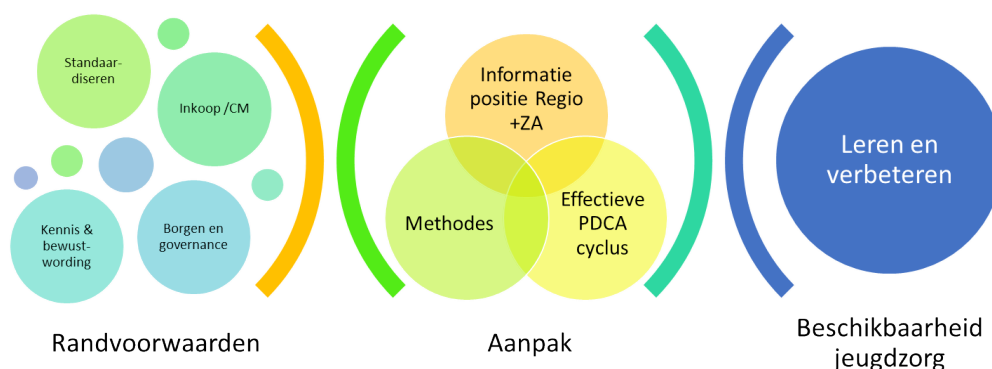 Standaar-
diseren
Inkoop /CM
Kennis &
bewust-
wording
Borgen en
governance
Randvoorwaarden
Informatie
positie Regio
+ZA
Methodes
Effectieve
PDCA
cyclus
Aanpak
Leren en
verbeteren
Beschikbaarheid
jeugdzorg